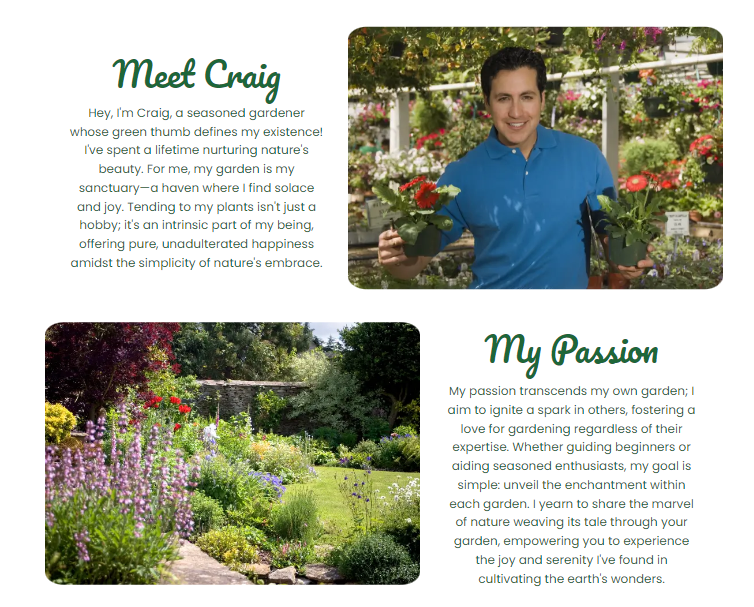 Meet Craig
Hey, I'm Craig, a seasoned gardener
whose green thumb defines my existence!
I've spent a lifetime nurturing nature's
beauty. For me, my garden is my
sanctuary—a haven where I find solace
and joy. Tending to my plants isn't just a
hobby; it's an intrinsic part of my being,
offering pure, unadulterated happiness
amidst the simplicity of nature's embrace.
My Passion
My passion transcends my own garden; I
aim to ignite a spark in others, fostering a
love for gardening regardless of their
expertise. Whether guiding beginners or
aiding seasoned enthusiasts, my goal is
simple: unveil the enchantment within
each garden. I yearn to share the marvel
of nature weaving its tale through your
garden, empowering you to experience
the joy and serenity I've found in
cultivating the earth's wonders.